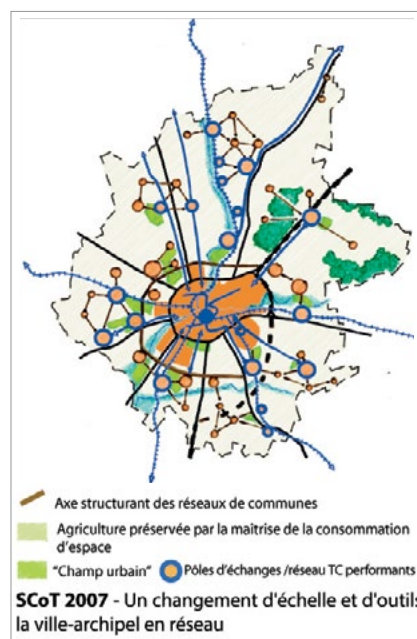 Axe structurant des réseaux de communes
Agriculture préservée par la maîtrise de la consommation
d'espace
"Champ urbain"
Pôles d'échanges /réseau TC performants
SCoT 2007 - Un changement d'échelle et d'outils
la ville-archipel en réseau